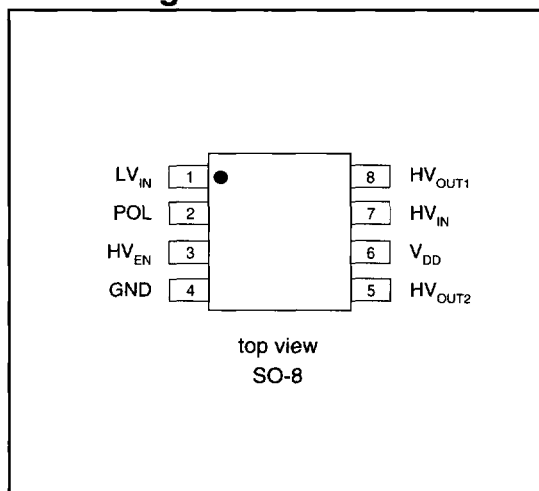 LV_IN 1 8 HV_OUT1
POL 2 7 HV_IN
HV_EN 3 6 V_DD
GND 4 5 HV_OUT2
top view
SO-8